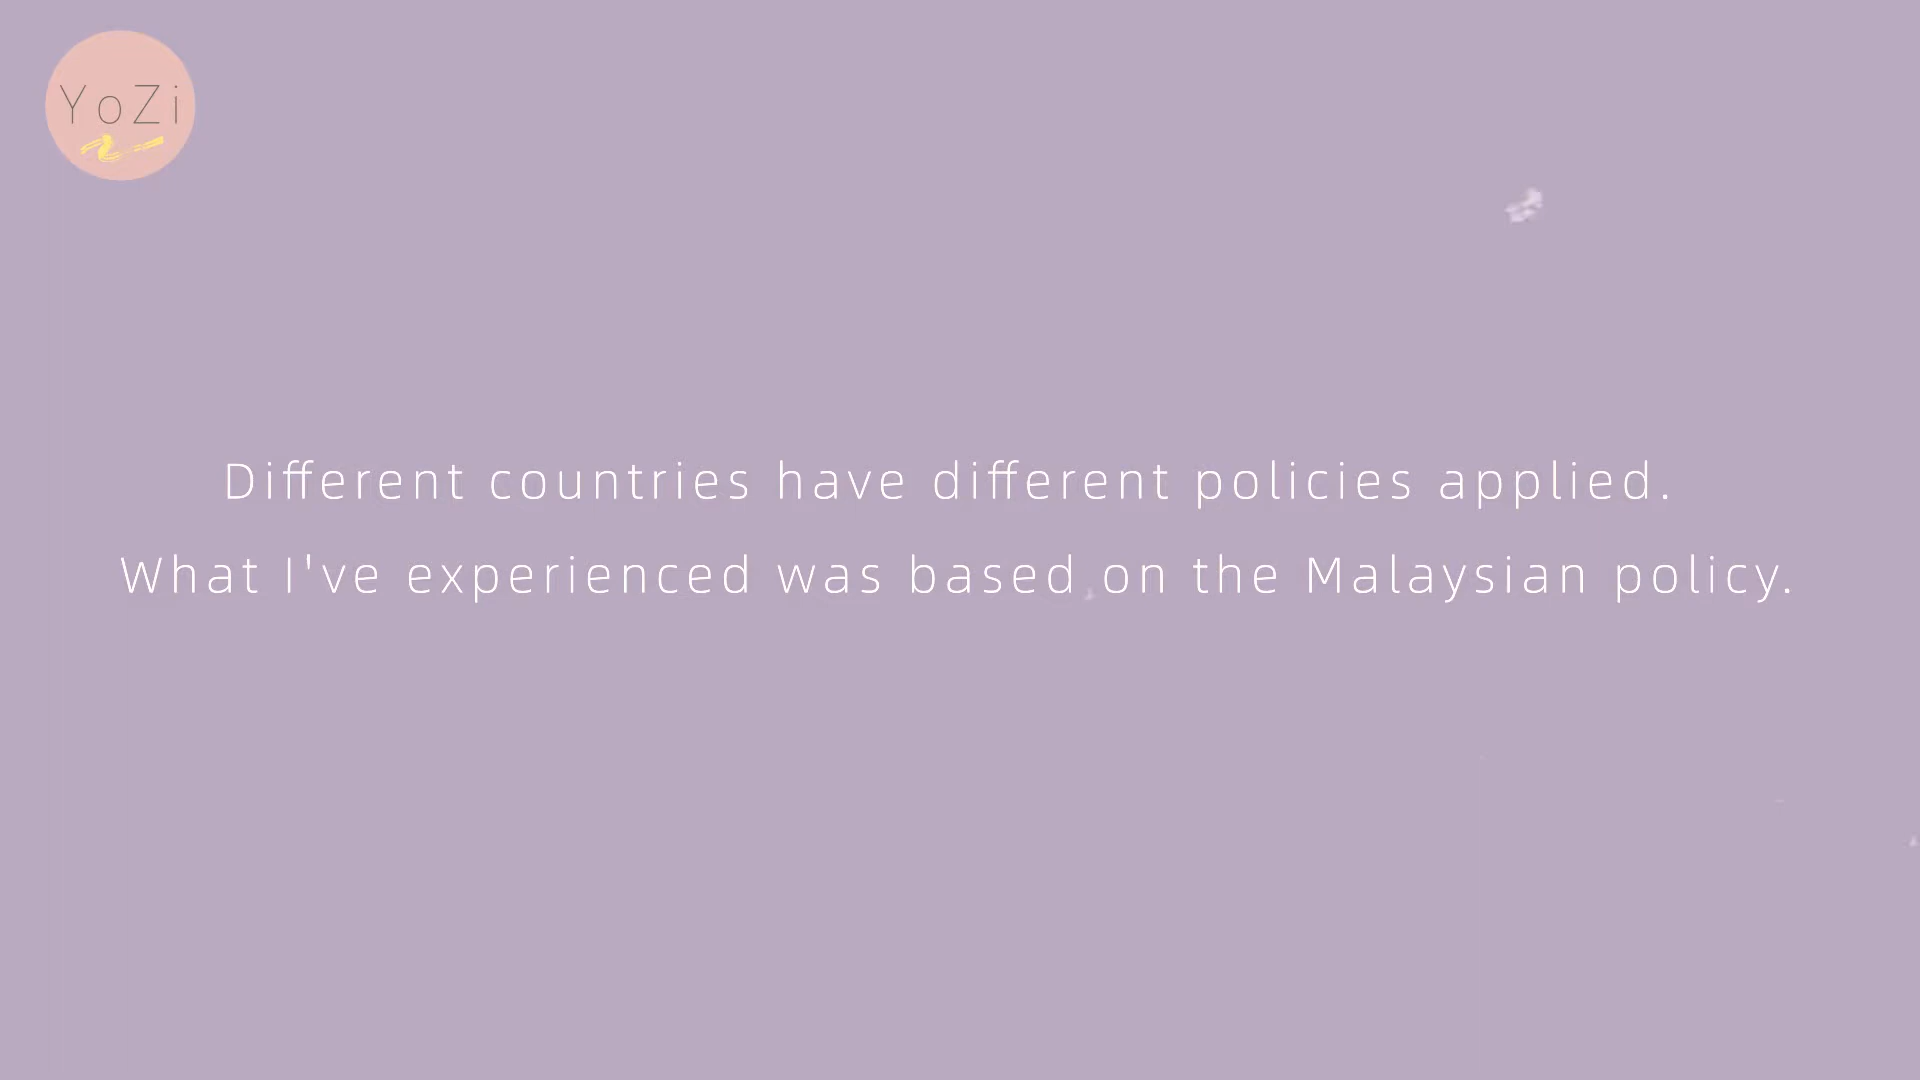 YoZi
Different countries have different policies applied.
What I've experienced was based on the Malaysian policy.